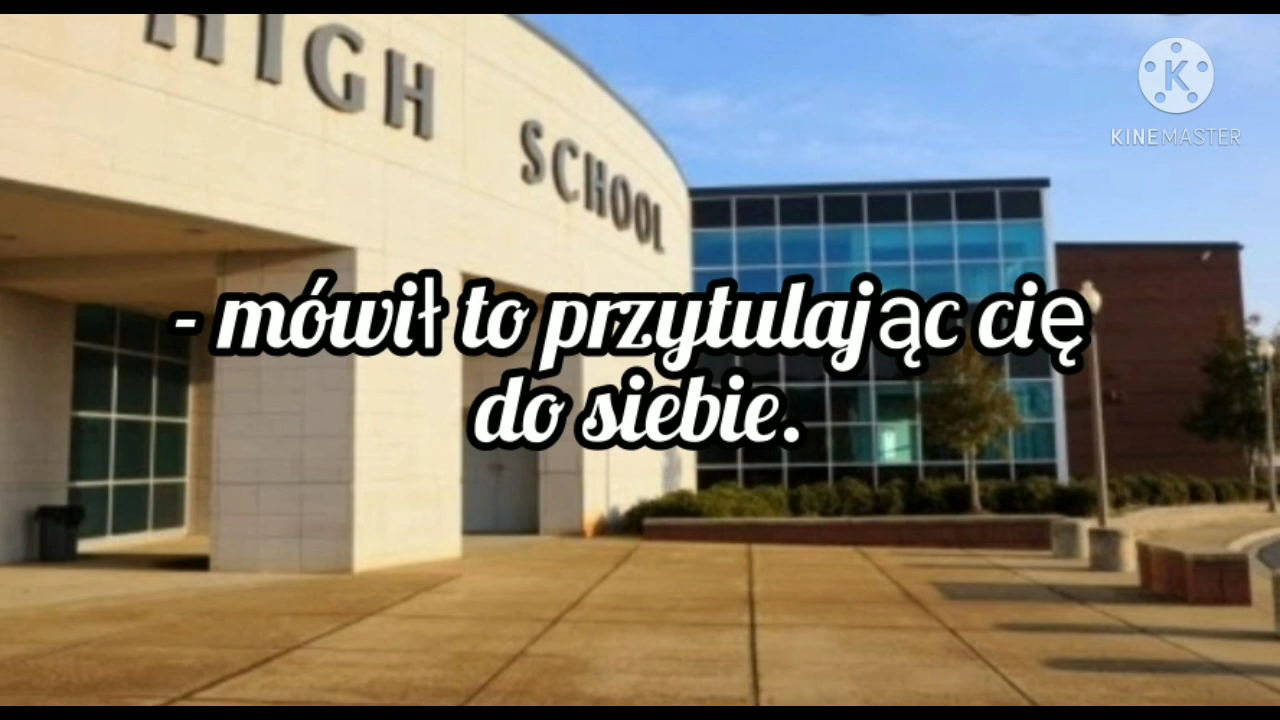 HIGH SCHOOL
KINEMASTER
- mówił to przytulając cię
do siebie.